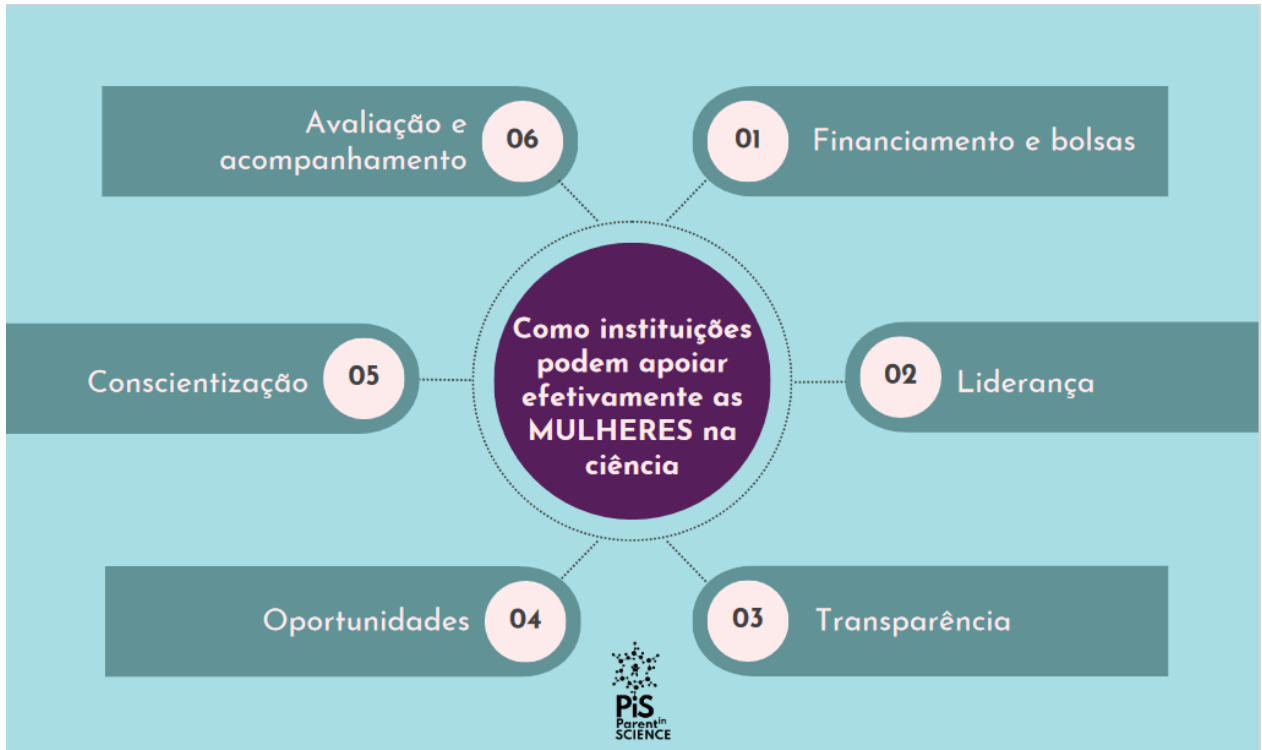 Como instituições
podem apoiar
efetivamente as
MULHERES na
ciência
01
Financiamento e bolsas
02
Liderança
03
Transparência
04
Oportunidades
05
Conscientização
06
Avaliação e
acompanhamento
PiS
Parent in
SCIENCE